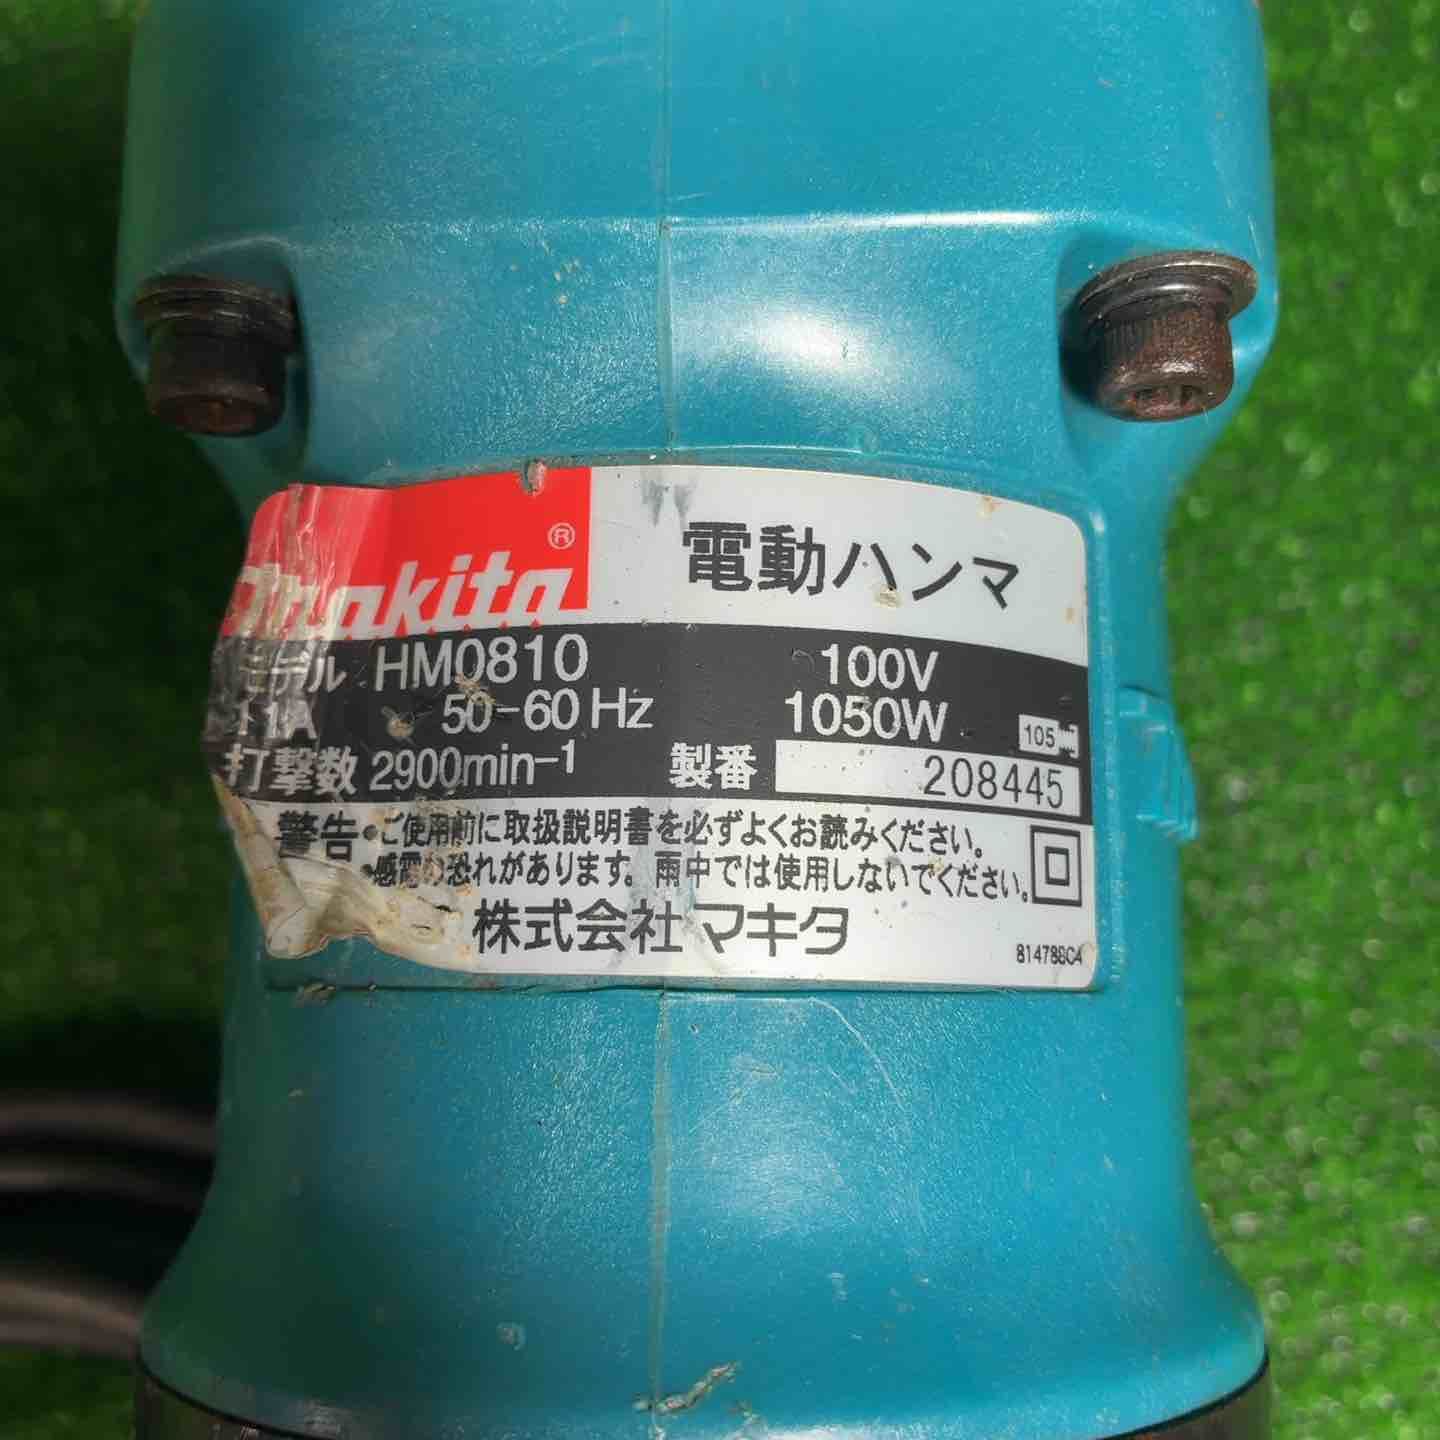 makita®
電動ハンマ
モデル HM0810 100V
11A 50-60Hz 1050W 105
打撃数 2900min-1 製番 208445
警告・ご使用前に取扱説明書を必ずよくお読みください。
・感電の恐れがあります。雨中では使用しないでください。
株式会社マキタ